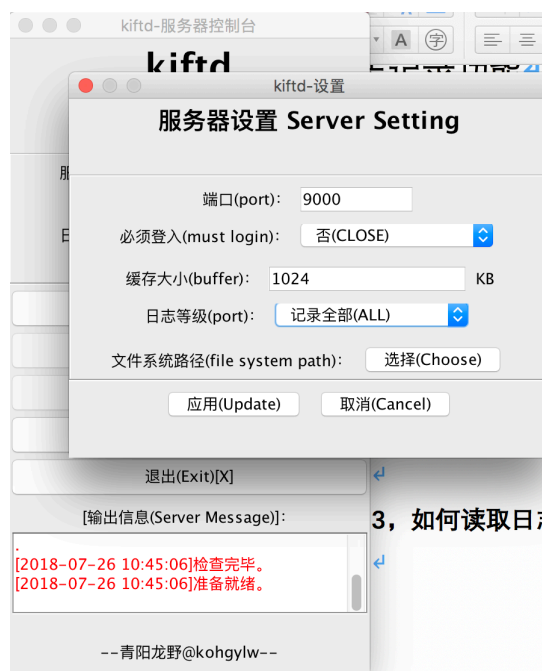 kiftd-服务器控制台
A 字
kiftd
kiftd-设置
服务器设置 Server Setting
端口(port): 9000
必须登入(must login): 否(CLOSE)
缓存大小(buffer): 1024 KB
日志等级(port): 记录全部(ALL)
文件系统路径(file system path): 选择(Choose)
应用(Update) 取消(Cancel)
退出(Exit)[X]
[输出信息(Server Message)]:
3，如何读取日
[2018-07-26 10:45:06]检查完毕。
[2018-07-26 10:45:06]准备就绪。
--青阳龙野@kohgylw--